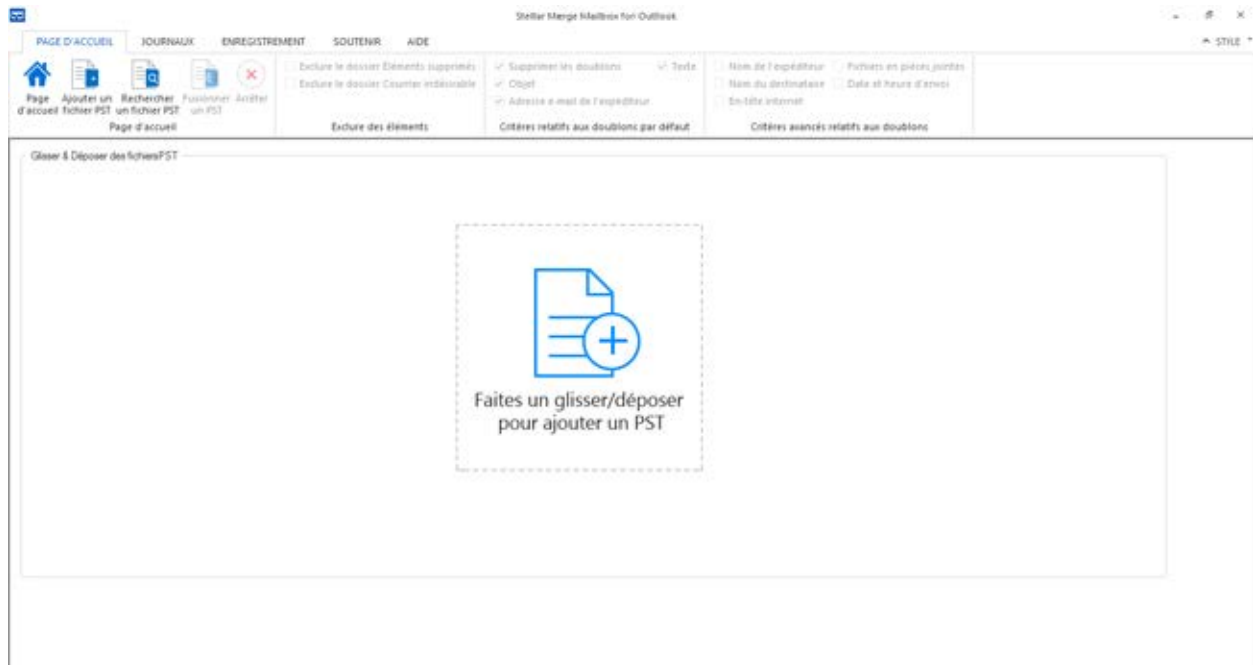 Stellar Merge Mailbox for Outlook
PAGE D'ACCUEIL JOURNAUX ENREGISTREMENT SOUTENIR AIDE
STYLE
Page d'accueil
Ajouter un fichier PST
Rechercher un fichier PST
Fusionner un PST
Arrêter
Page d'accueil
Exclure le dossier Éléments supprimés
Exclure le dossier Courrier indésirable
Exclure des éléments
Supprimer les doublons
Texte
Objet
Adresse e-mail de l'expéditeur
Critères relatifs aux doublons par défaut
Nom de l'expéditeur
Fichiers en pièces jointes
Nom du destinataire
Date et heure d'envoi
En-tête internet
Critères avancés relatifs aux doublons
Glisser & Déposer des fichiersPST
Faites un glisser/déposer
pour ajouter un PST